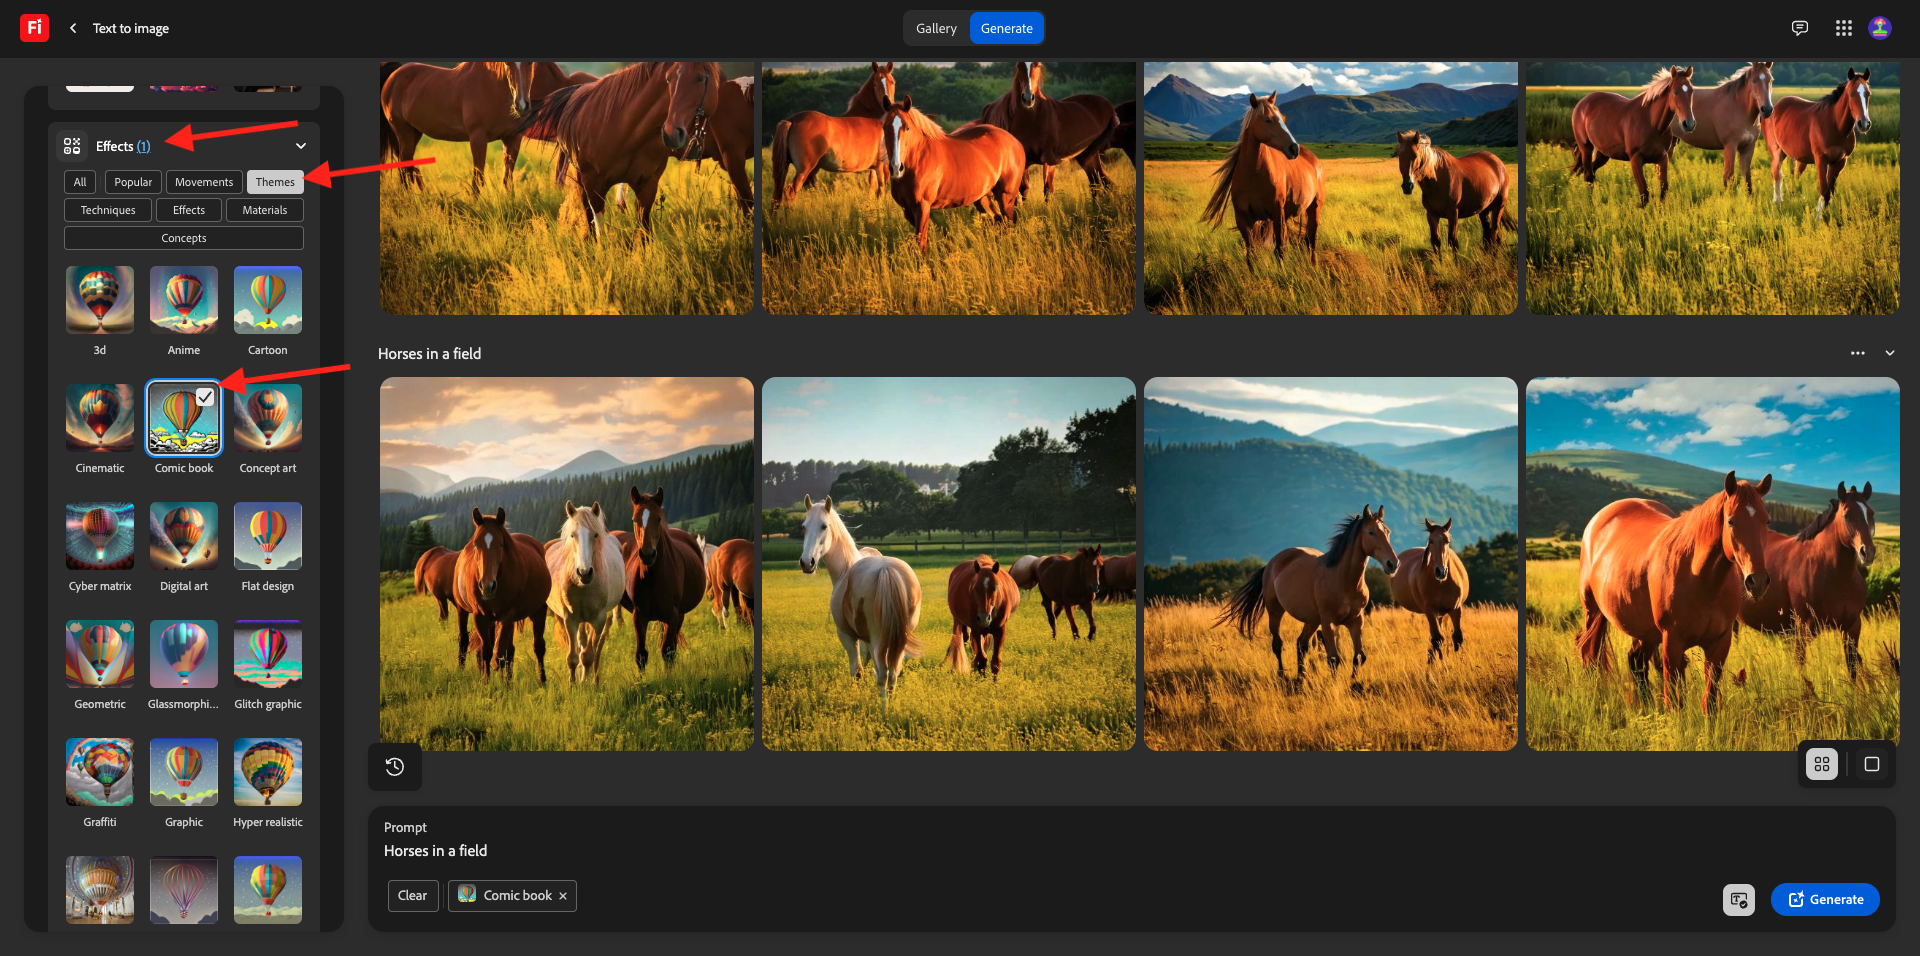 Fi
Text to image
Gallery
Generate
Effects (1)
All
Popular
Movements
Themes
Techniques
Effects
Materials
Concepts
3d
Anime
Cartoon
Cinematic
Comic book
Concept art
Cyber matrix
Digital art
Flat design
Geometric
Glassmorphi...
Glitch graphic
Graffiti
Graphic
Hyper realistic
Horses in a field
Prompt
Horses in a field
Clear
Comic book
Generate